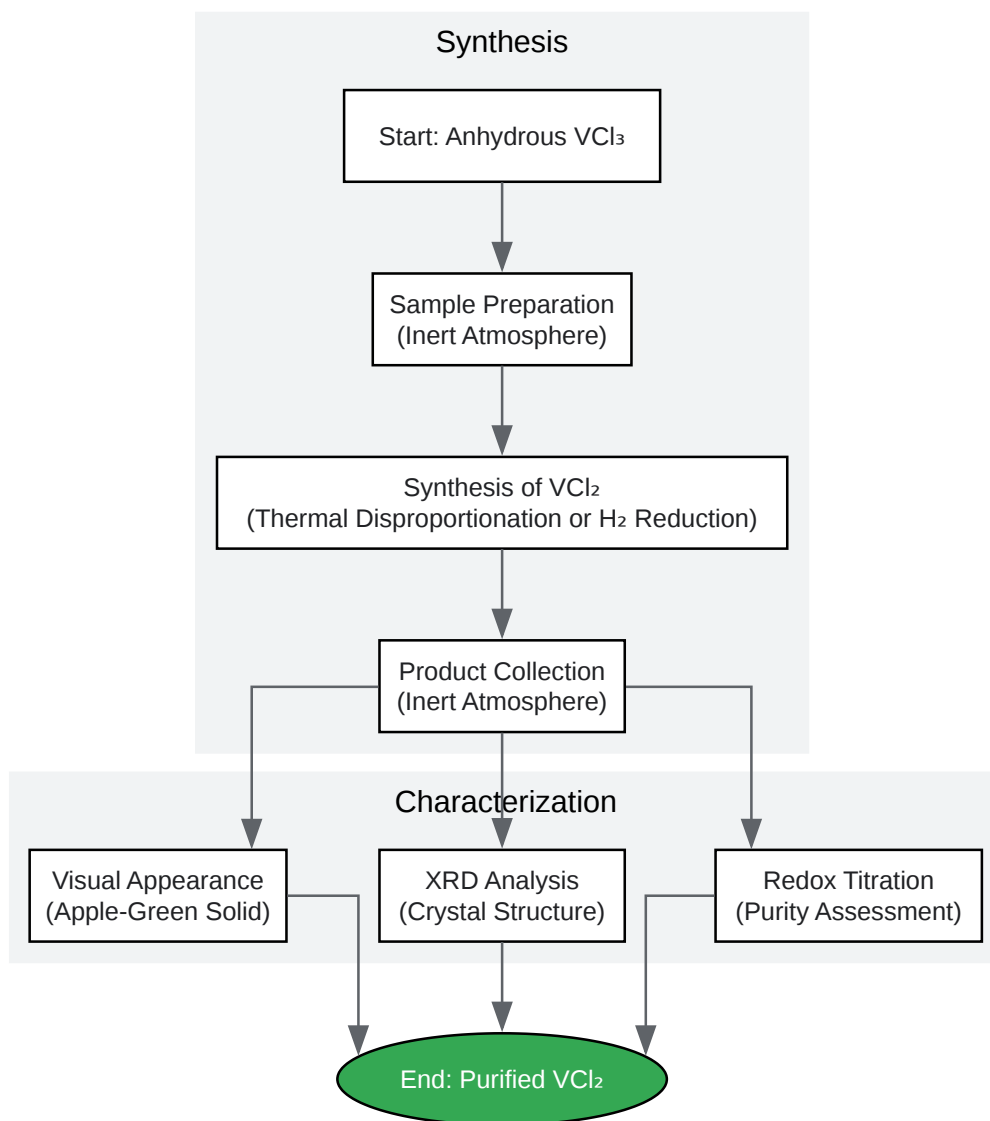 Synthesis
Start: Anhydrous VCl₃
Sample Preparation
(Inert Atmosphere)
Synthesis of VCl₂
(Thermal Disproportionation or H₂ Reduction)
Product Collection
(Inert Atmosphere)
Characterization
Visual Appearance
(Apple-Green Solid)
XRD Analysis
(Crystal Structure)
Redox Titration
(Purity Assessment)
End: Purified VCl₂